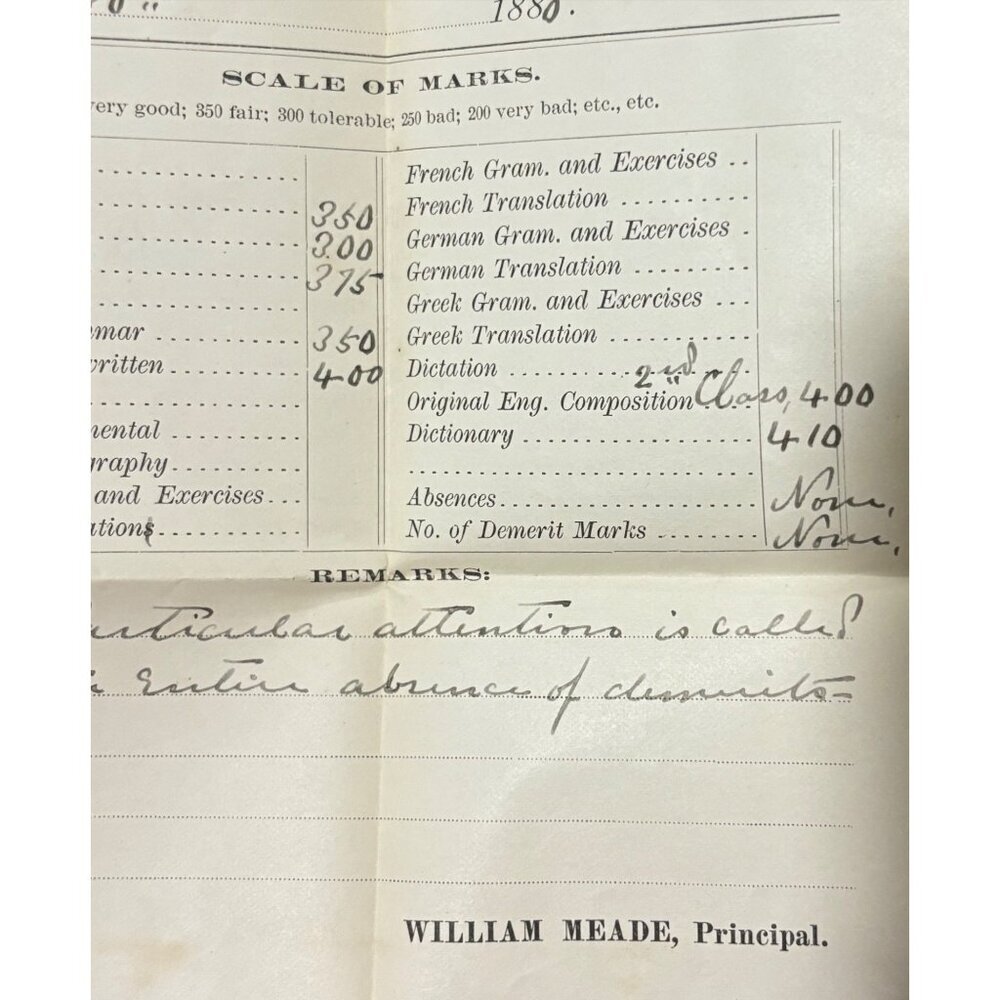 1880.
SCALE OF MARKS.
very good; 350 fair; 300 tolerable; 250 bad; 200 very bad; etc., etc.
350
300
375
mar 350
written 400
mental
graphy
and Exercises
ations
French Gram. and Exercises
French Translation
German Gram. and Exercises
German Translation
Greek Gram. and Exercises
Greek Translation
Dictation
Original Eng. Composition 2nd Class, 400
Dictionary 410
Absences None,
No. of Demerit Marks None,
REMARKS:
articular attention is called
entire absence of demerits
WILLIAM MEADE, Principal.